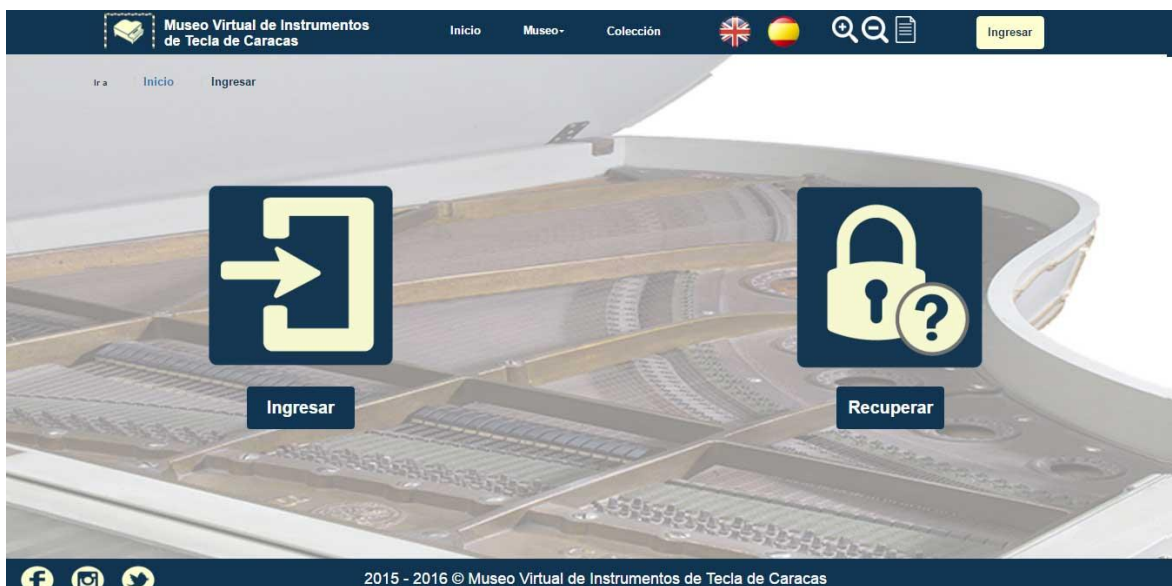 Museo Virtual de Instrumentos
de Tecla de Caracas
Inicio
Museo
Colección
Ingresar
Ir a Inicio Ingresar
?
Ingresar
Recuperar
2015 - 2016 © Museo Virtual de Instrumentos de Tecla de Caracas